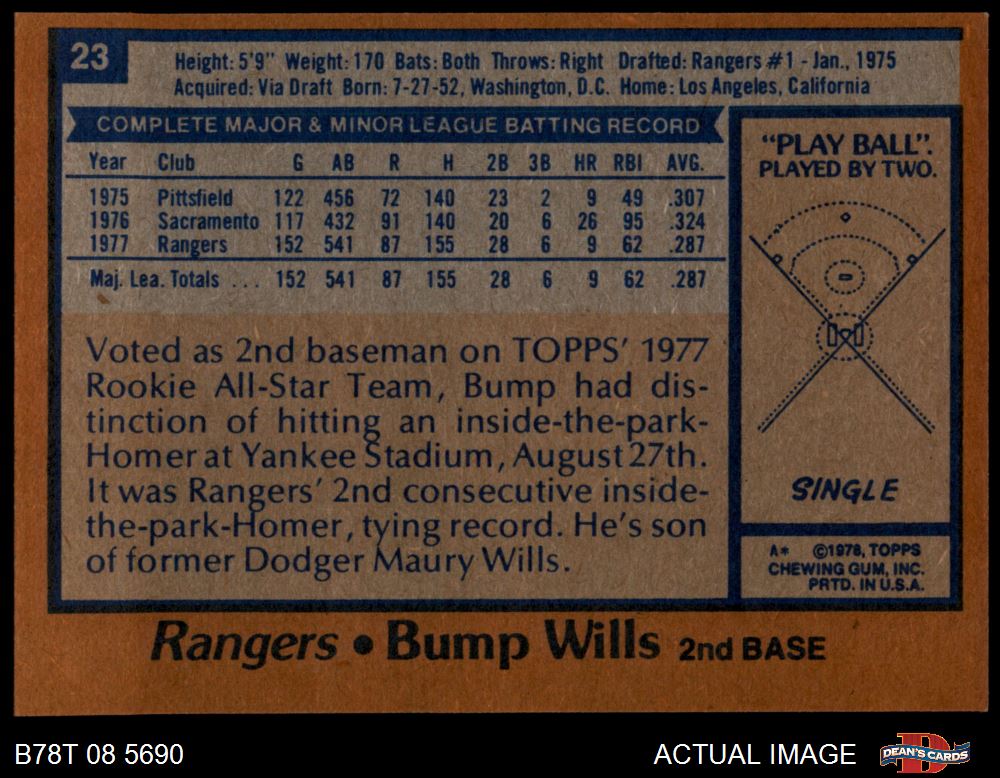 23
Height: 5'9" Weight: 170 Bats: Both Throws: Right Drafted: Rangers #1 - Jan., 1975
Acquired: Via Draft Born: 7-27-52, Washington, D.C. Home: Los Angeles, California
COMPLETE MAJOR & MINOR LEAGUE BATTING RECORD
Year Club G AB R H 2B 3B HR RBI AVG.
1975 Pittsfield 122 456 72 140 23 2 9 49 .307
1976 Sacramento 117 432 91 140 20 6 26 95 .324
1977 Rangers 152 541 87 155 28 6 9 62 .287
Maj. Lea. Totals ... 152 541 87 155 28 6 9 62 .287
Voted as 2nd baseman on TOPPS' 1977
Rookie All-Star Team, Bump had dis-
tinction of hitting an inside-the-park-
Homer at Yankee Stadium, August 27th.
It was Rangers' 2nd consecutive inside-
the-park-Homer, tying record. He's son
of former Dodger Maury Wills.
"PLAY BALL".
PLAYED BY TWO.
SINGLE
A* ©1978, TOPPS
CHEWING GUM, INC.
PRTD. IN U.S.A.
Rangers • Bump Wills 2nd BASE
B78T 08 5690
ACTUAL IMAGE
DEAN'S CARDS